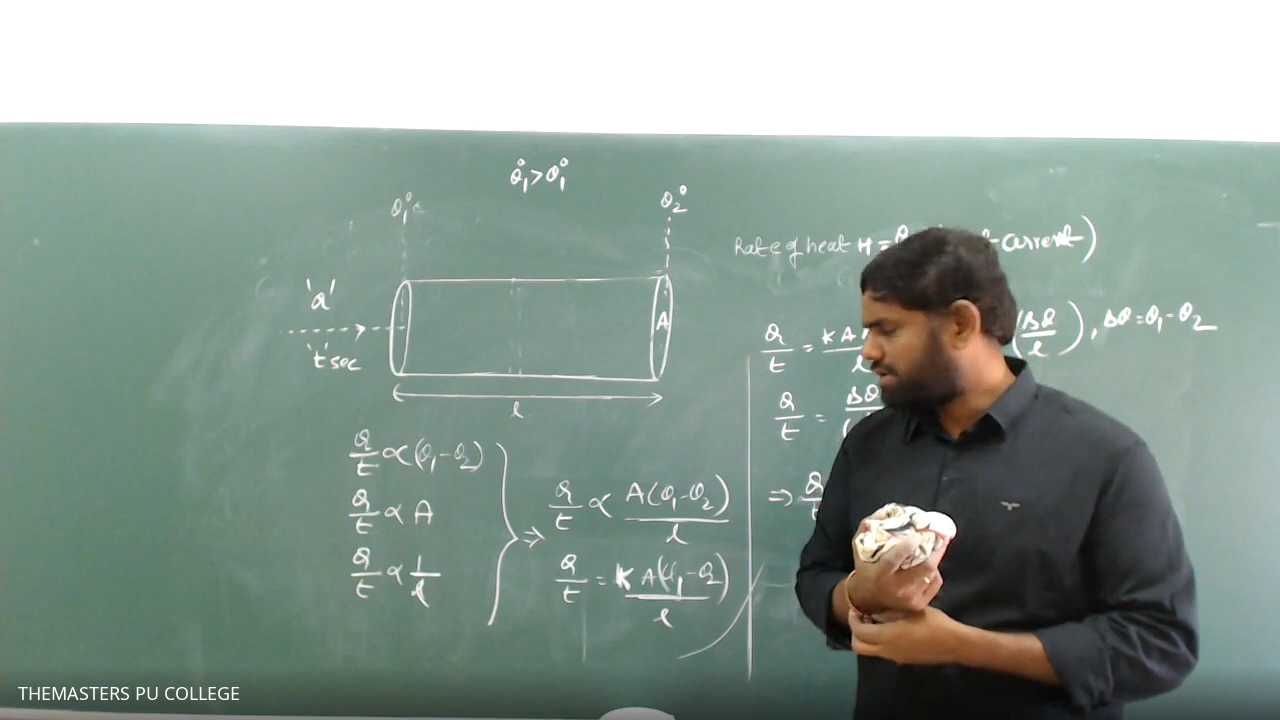 θ₁° > θ₁°
θ₁°c
θ₂°
'Q'
't' sec
A
l
Q/t ∝ (θ₁-θ₂)
Q/t ∝ A
Q/t ∝ 1/l
⇒ Q/t ∝ A(θ₁-θ₂)/l
Q/t = KA(θ₁-θ₂)/l
Rate of heat H = current)
Q/t = KA
l
(Δθ/l), Δθ = θ₁-θ₂
Q/t = Δθ
⇒ Q/t
THEMASTERS PU COLLEGE